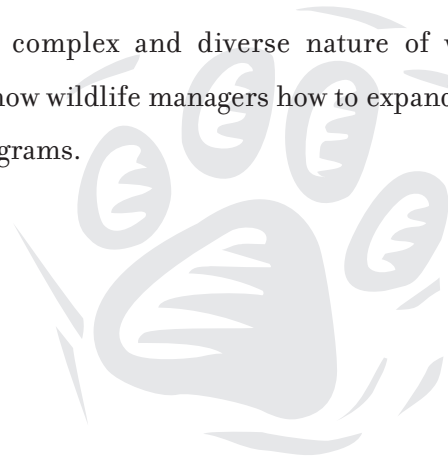 complex and diverse nature of
how wildlife managers how to expand
grams.